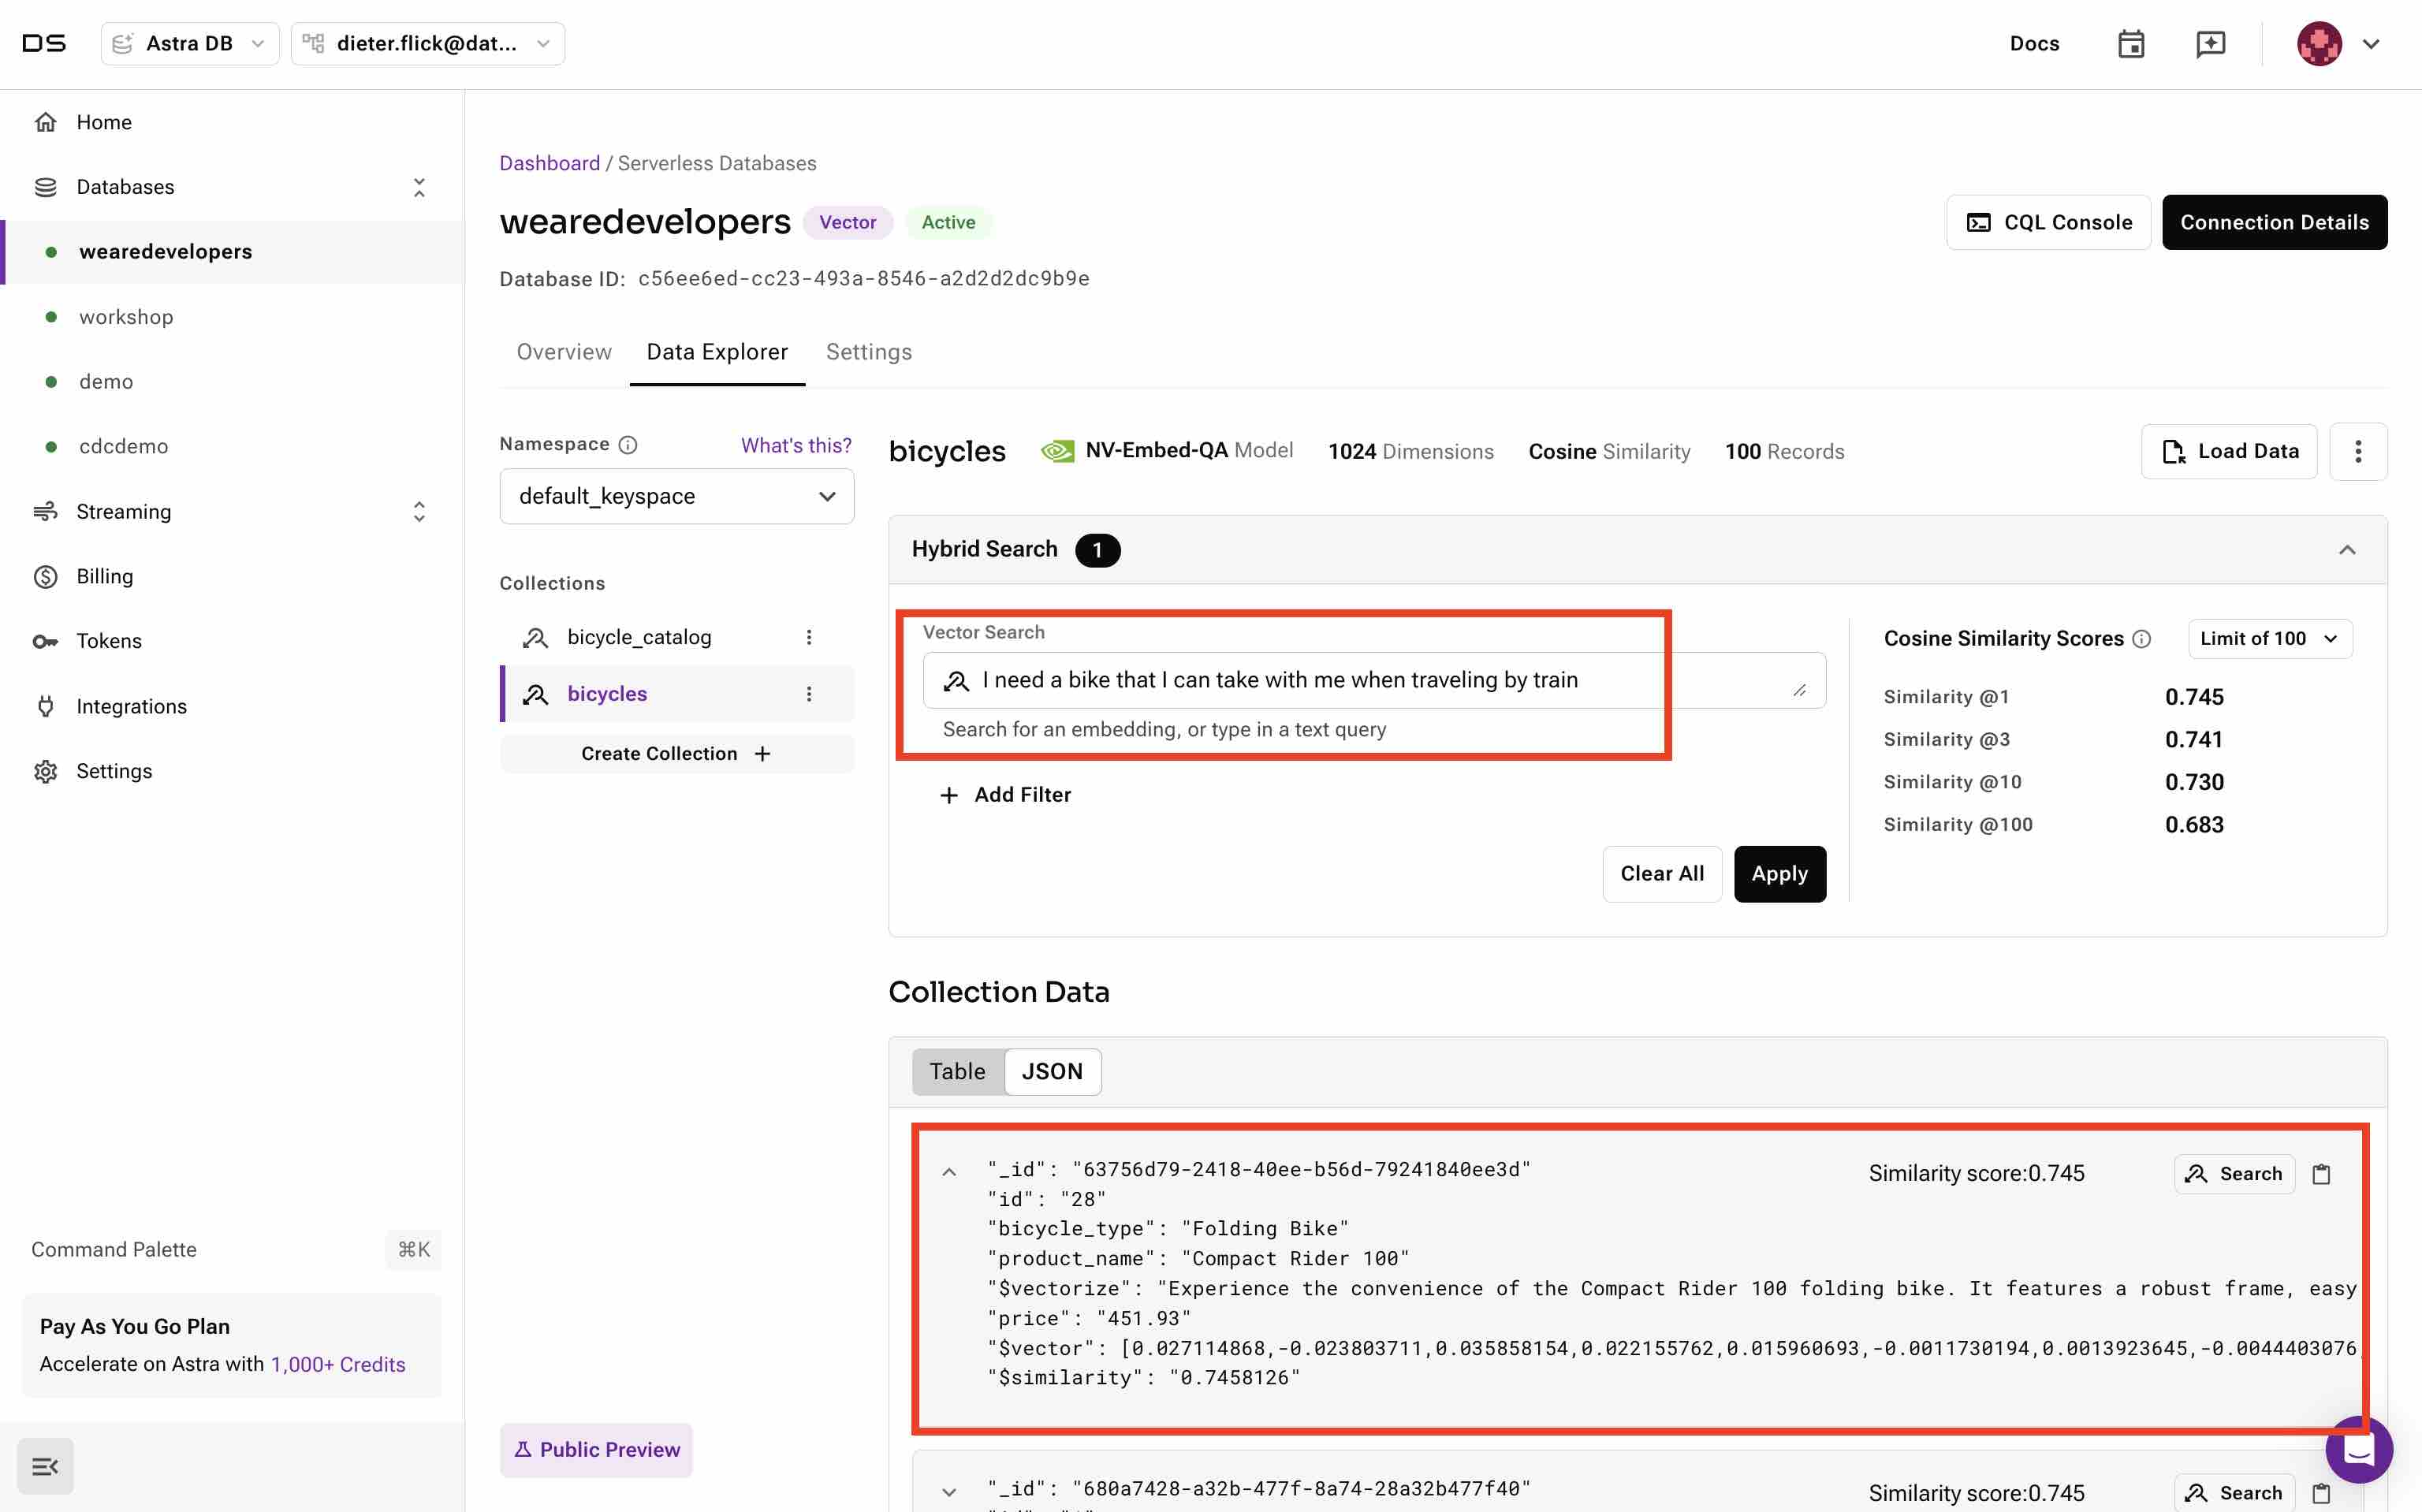 DS
Astra DB
dieter.flick@dat...
Docs
Home
Databases
wearedevelopers
workshop
demo
cdcdemo
Streaming
Billing
Tokens
Integrations
Settings
Command Palette
⌘K
Pay As You Go Plan
Accelerate on Astra with 1,000+ Credits
Dashboard / Serverless Databases
wearedevelopers Vector Active
CQL Console
Connection Details
Database ID: c56ee6ed-cc23-493a-8546-a2d2d2dc9b9e
Overview
Data Explorer
Settings
Namespace
What's this?
default_keyspace
Collections
bicycle_catalog
bicycles
Create Collection +
Public Preview
bicycles
NV-Embed-QA Model
1024 Dimensions
Cosine Similarity
100 Records
Load Data
Hybrid Search 1
Vector Search
I need a bike that I can take with me when traveling by train
Search for an embedding, or type in a text query
+ Add Filter
Clear All
Apply
Cosine Similarity Scores
Limit of 100
Similarity @1 0.745
Similarity @3 0.741
Similarity @10 0.730
Similarity @100 0.683
Collection Data
Table
JSON
"_id": "63756d79-2418-40ee-b56d-79241840ee3d"
Similarity score:0.745
Search
"id": "28"
"bicycle_type": "Folding Bike"
"product_name": "Compact Rider 100"
"$vectorize": "Experience the convenience of the Compact Rider 100 folding bike. It features a robust frame, easy
"price": "451.93"
"$vector": [0.027114868,-0.023803711,0.035858154,0.022155762,0.015960693,-0.0011730194,0.0013923645,-0.0044403076,
"$similarity": "0.7458126"
"_id": "680a7428-a32b-477f-8a74-28a32b477f40"
Similarity score:0.745
Search